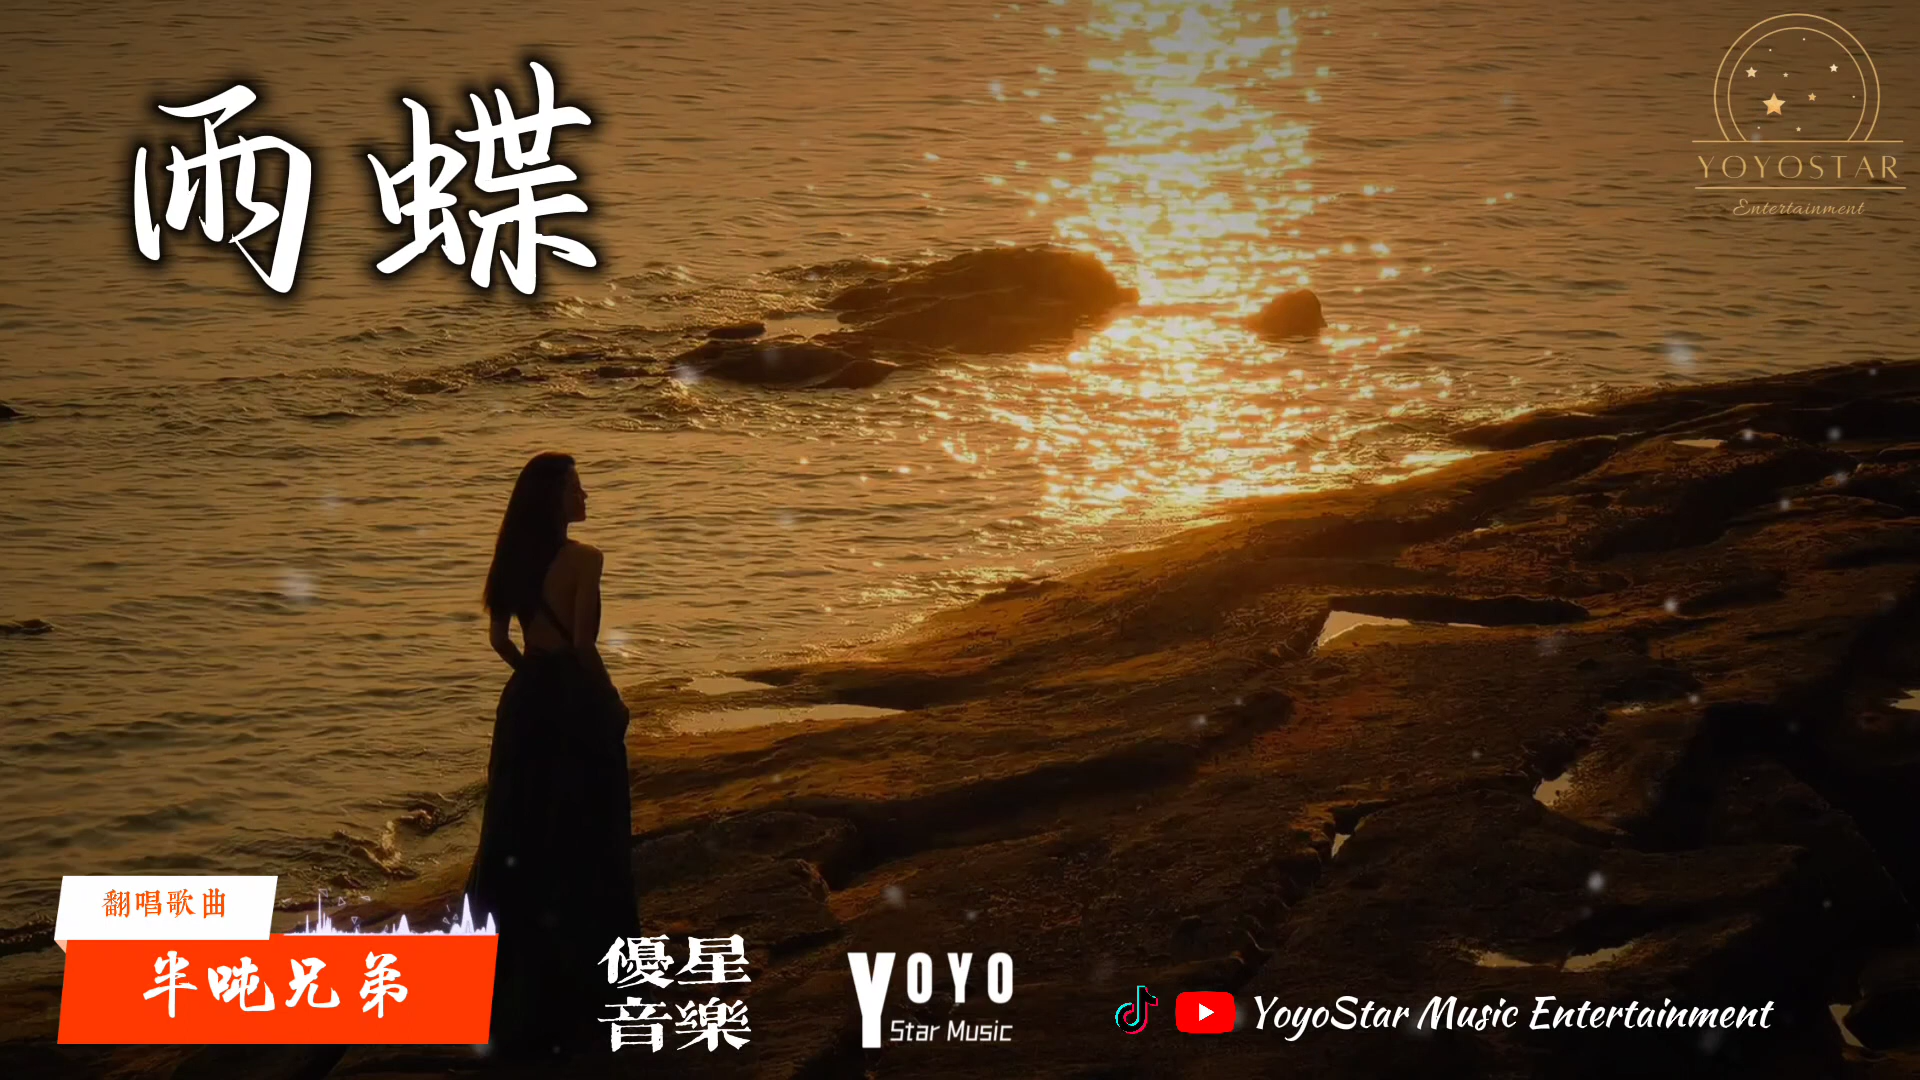 雨蝶
YOYOSTAR
Entertainment
翻唱歌曲
半吨兄弟
優星
音樂
YOYO
Star Music
YoyoStar Music Entertainment